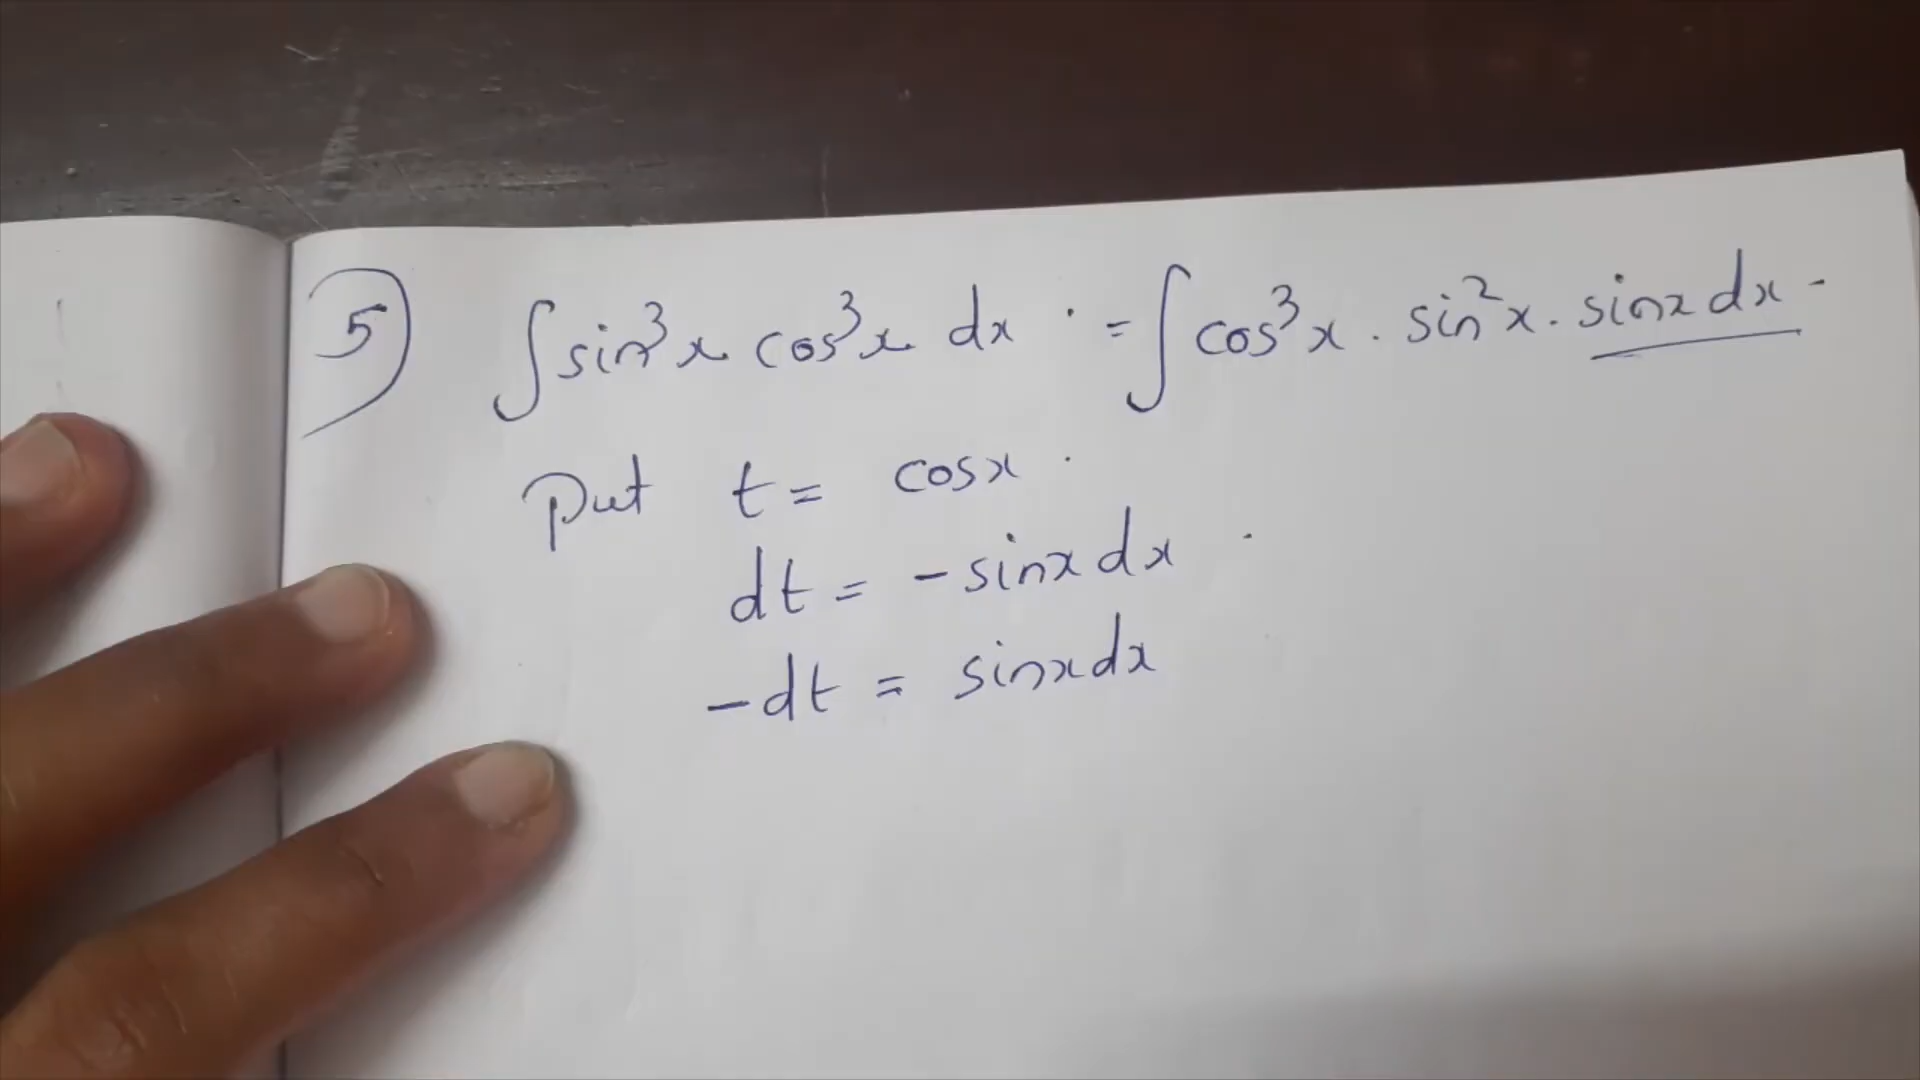 5 ∫sin³x cos³x dx . = ∫cos³x . sin²x . sinx dx .
Put t = cosx .
dt = -sinx dx .
-dt = sinx dx